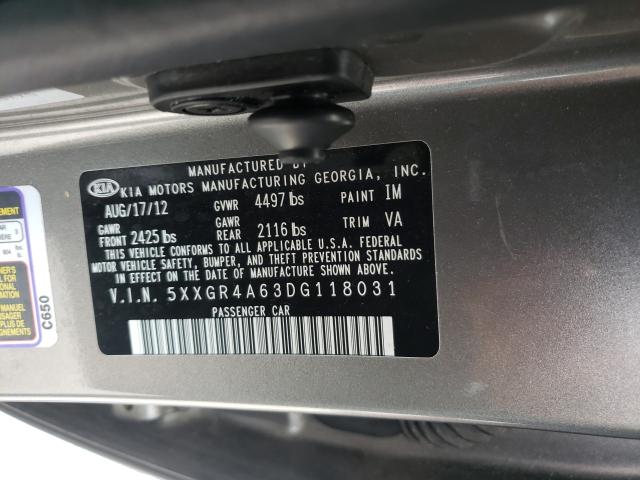 MANUFACTURED BY
KIA KIA MOTORS MANUFACTURING GEORGIA, INC.
AUG/17/12 GVWR 4497 lbs PAINT IM
GAWR FRONT 2425 lbs GAWR REAR 2116 lbs TRIM VA
THIS VEHICLE CONFORMS TO ALL APPLICABLE U.S.A. FEDERAL
MOTOR VEHICLE SAFETY, BUMPER, AND THEFT PREVENTION STANDARDS
IN EFFECT ON THE DATE OF MANUFACTURE SHOWN ABOVE.
V.I.N. 5XXGR4A63DG118031
PASSENGER CAR
C650